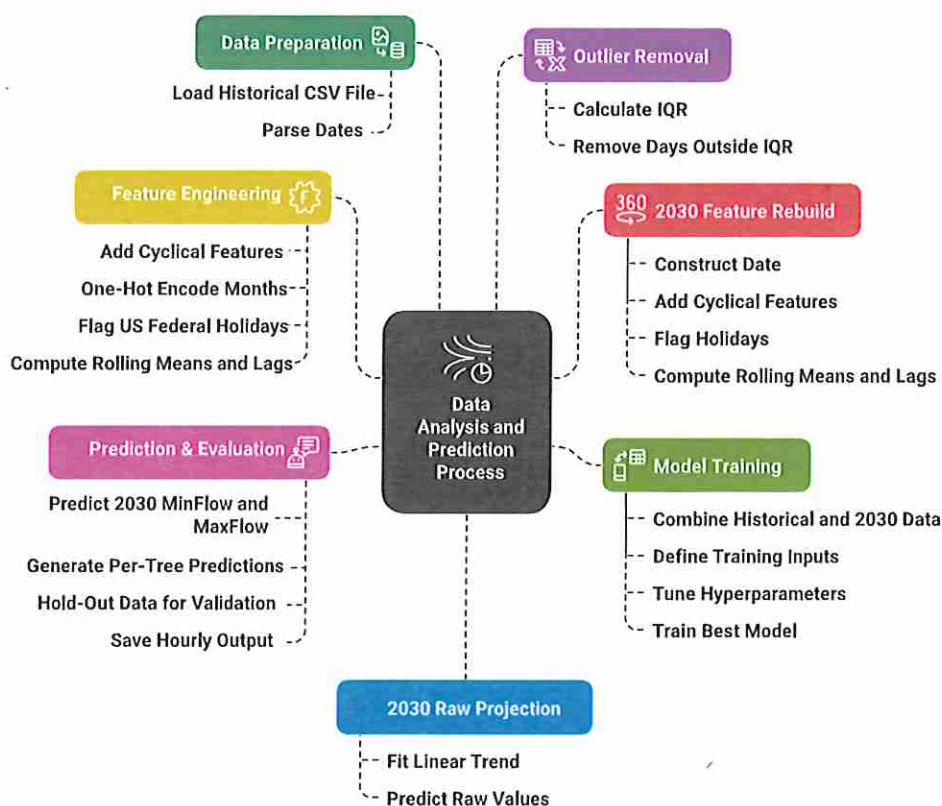 Data Preparation
Load Historical CSV File
Parse Dates
Outlier Removal
Calculate IQR
Remove Days Outside IQR
Feature Engineering
F
Add Cyclical Features
One-Hot Encode Months
Flag US Federal Holidays
Compute Rolling Means and Lags
360
2030 Feature Rebuild
Construct Date
Add Cyclical Features
Flag Holidays
Compute Rolling Means and Lags
Data
Analysis and
Prediction
Process
Prediction & Evaluation
Predict 2030 MinFlow and
MaxFlow
Generate Per-Tree Predictions
Hold-Out Data for Validation
Save Hourly Output
Model Training
Combine Historical and 2030 Data
Define Training Inputs
Tune Hyperparameters
Train Best Model
2030 Raw Projection
Fit Linear Trend
Predict Raw Values